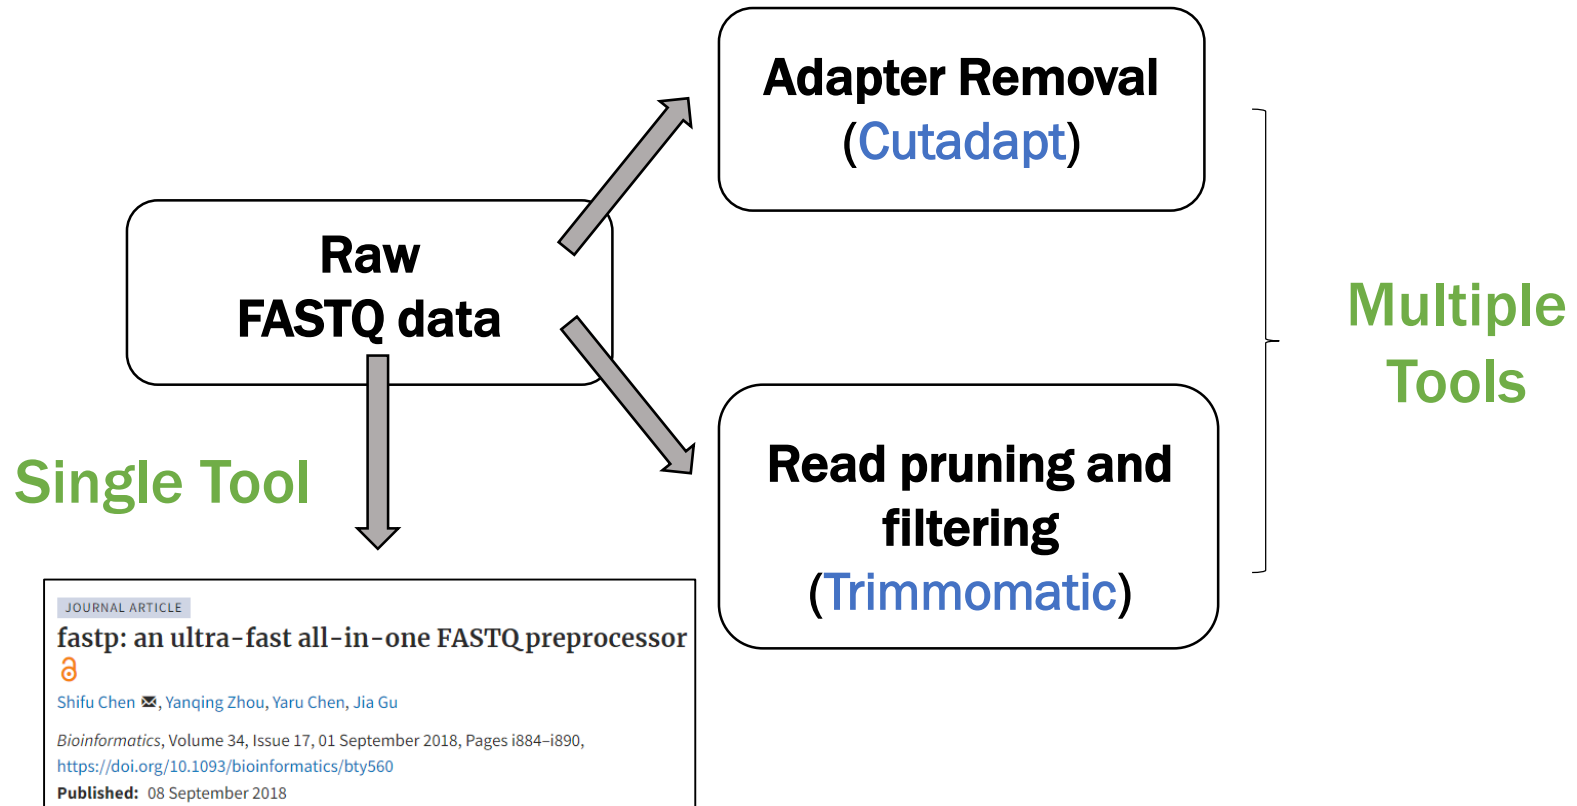 Adapter Removal
(Cutadapt)
Raw
FASTQ data
Multiple
Tools
Single Tool
Read pruning and
filtering
(Trimmomatic)
JOURNAL ARTICLE
fastp: an ultra-fast all-in-one FASTQ preprocessor
Shifu Chen ✉, Yanqing Zhou, Yaru Chen, Jia Gu
Bioinformatics, Volume 34, Issue 17, 01 September 2018, Pages i884–i890,
https://doi.org/10.1093/bioinformatics/bty560
Published: 08 September 2018